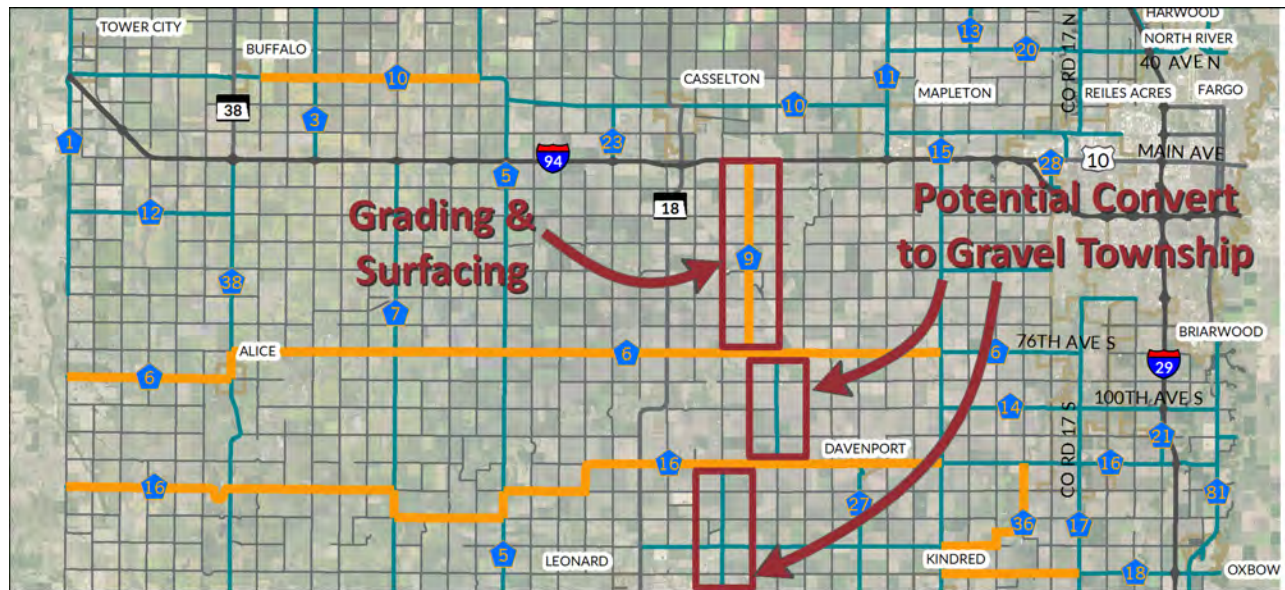 TOWER CITY
HARWOOD
13
CO RD 17 N
NORTH RIVER
BUFFALO
20
40 AVE N
10
CASSELTON
11
MAPLETON
REILES ACRES
FARGO
38
3
10
1
23
15
28
10
MAIN AVE
94
5
12
18
Grading &
Surfacing
Potential Convert
to Gravel Township
9
38
7
BRIARWOOD
ALICE
6
6
76TH AVE S
6
29
14
100TH AVE S
CO RD 17 S
21
DAVENPORT
16
16
16
27
81
36
17
5
LEONARD
KINDRED
18
OXBOW